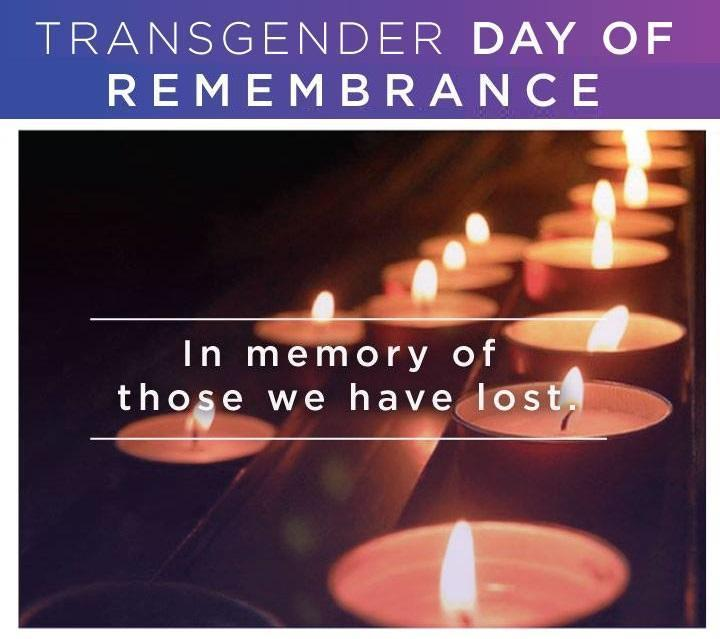 TRANSGENDER DAY OF
REMEMBRANCE
In memory of
those we have lost.